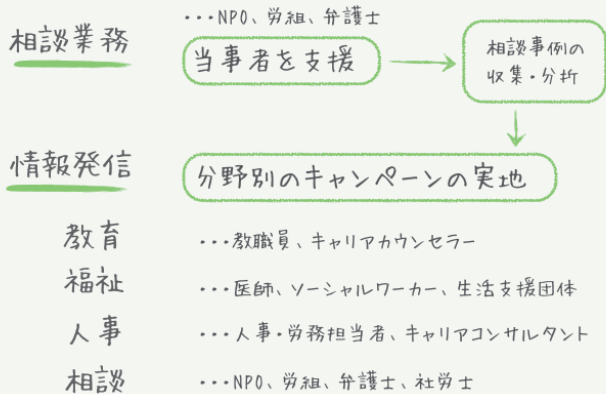 相談業務
・・・NPO、労組、弁護士
当事者を支援
相談事例の
収集・分折
情報発信
分野別のキャンペーンの実地
教育 ・・・教職員、キャリアカウンセラー
福祉 ・・・医師、ソーシャルワーカー、生活支援団体
人事 ・・・人事・労務担当者、キャリアコンサルタント
相談 ・・・NPO、労組、弁護士、社労士